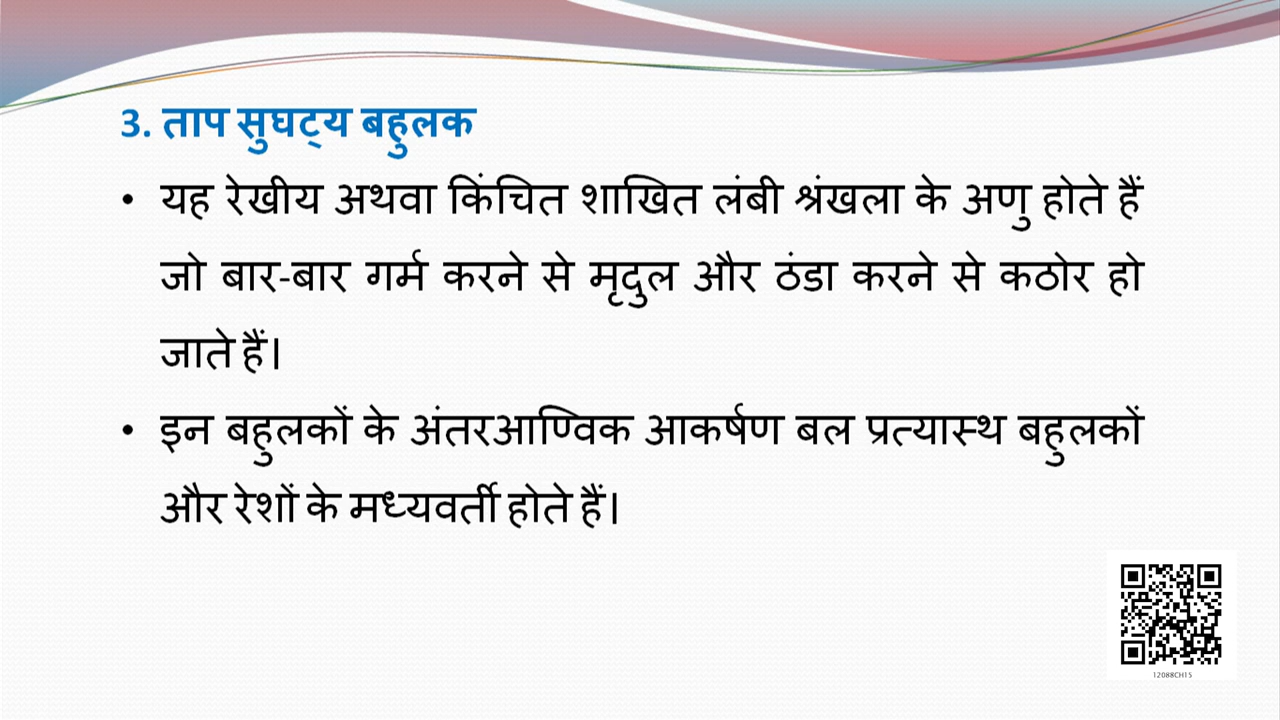 3. ताप सुघट्य बहुलक
• यह रेखीय अथवा किंचित शाखित लंबी श्रंखला के अणु होते हैं
जो बार-बार गर्म करने से मृदुल और ठंडा करने से कठोर हो
जाते हैं।
• इन बहुलकों के अंतरआण्विक आकर्षण बल प्रत्यास्थ बहुलकों
और रेशों के मध्यवर्ती होते हैं।
12088CH15